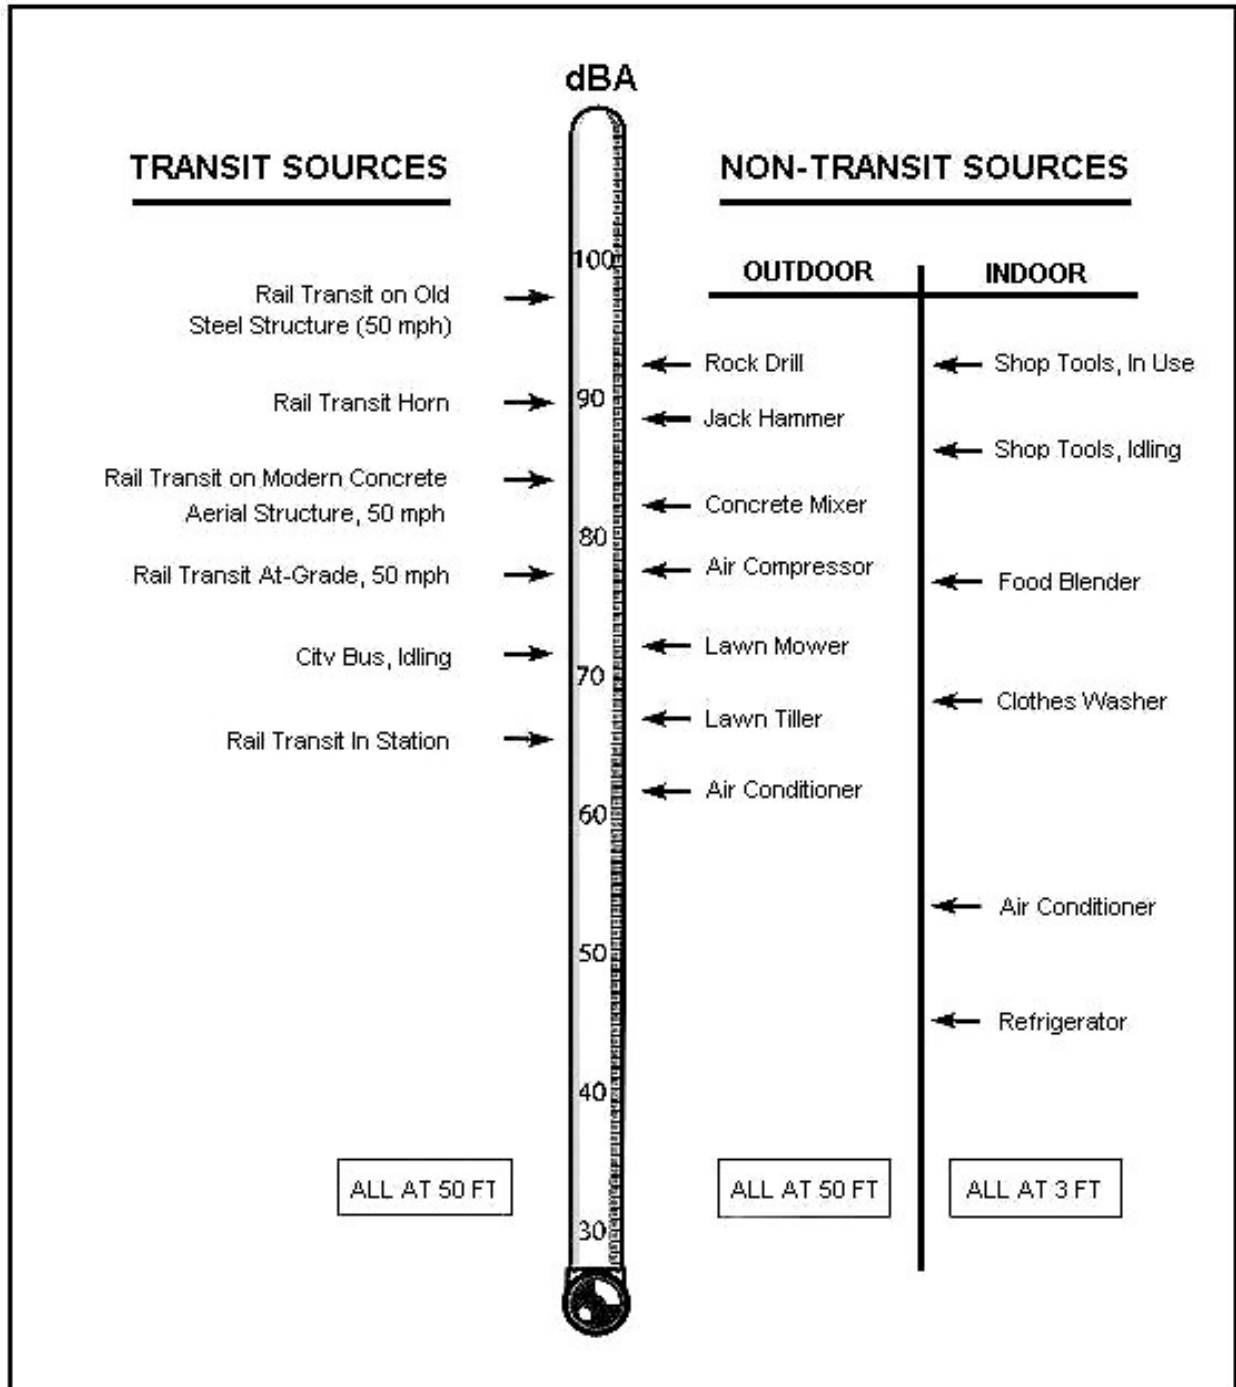 dBA
TRANSIT SOURCES
Rail Transit on Old
Steel Structure (50 mph)
Rail Transit Horn
Rail Transit on Modern Concrete
Aerial Structure, 50 mph
Rail Transit At-Grade, 50 mph
Citv Bus, Idling
Rail Transit In Station
ALL AT 50 FT
100
90
80
70
60
50
40
30
NON-TRANSIT SOURCES
OUTDOOR
Rock Drill
Jack Hammer
Concrete Mixer
Air Compressor
Lawn Mower
Lawn Tiller
Air Conditioner
ALL AT 50 FT
INDOOR
Shop Tools, In Use
Shop Tools, Idling
Food Blender
Clothes Washer
Air Conditioner
Refrigerator
ALL AT 3 FT